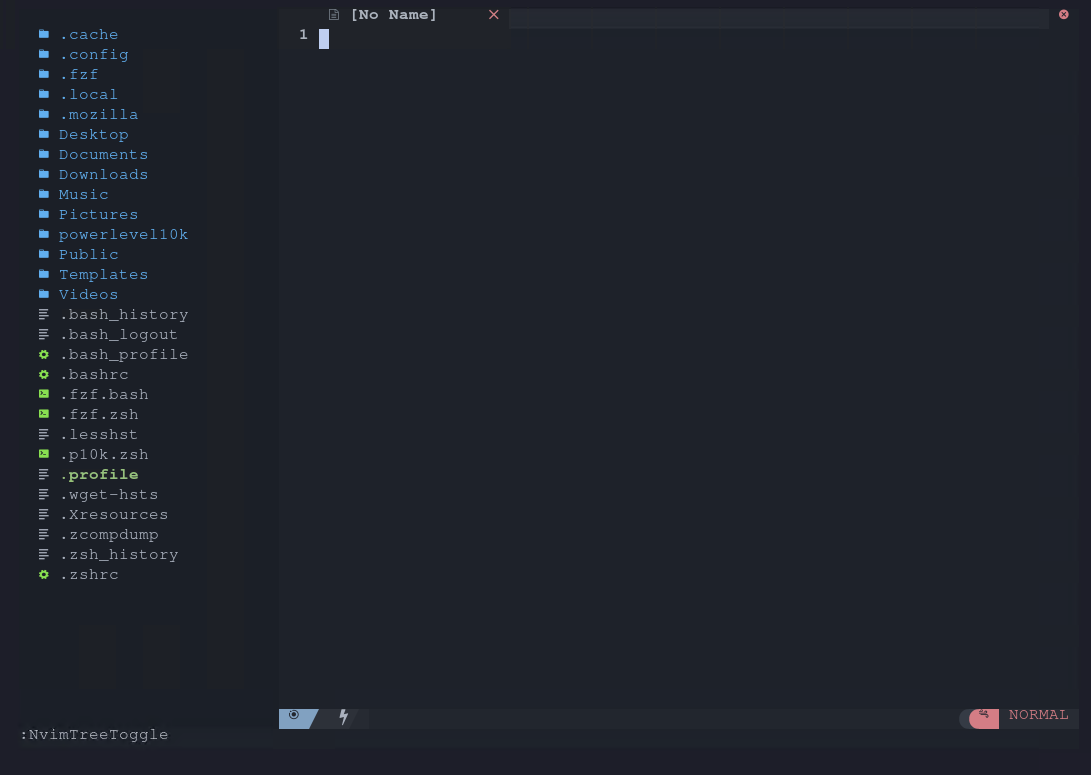 [No Name]
1
.cache
.config
.fzf
.local
.mozilla
Desktop
Documents
Downloads
Music
Pictures
powerlevel10k
Public
Templates
Videos
.bash_history
.bash_logout
.bash_profile
.bashrc
.fzf.bash
.fzf.zsh
.lesshst
.p10k.zsh
.profile
.wget-hsts
.Xresources
.zcompdump
.zsh_history
.zshrc
NORMAL
:NvimTreeToggle